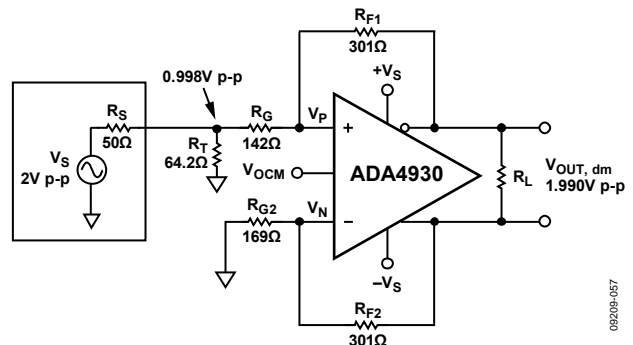 RF1
301Ω
0.998V p-p
+VS
RS
50Ω
RG
142Ω
VP
+
RT
64.2Ω
VS
2V p-p
VOCM
ADA4930
RL
VOUT, dm
1.990V p-p
RG2
169Ω
VN
−
−VS
RF2
301Ω
09209-057